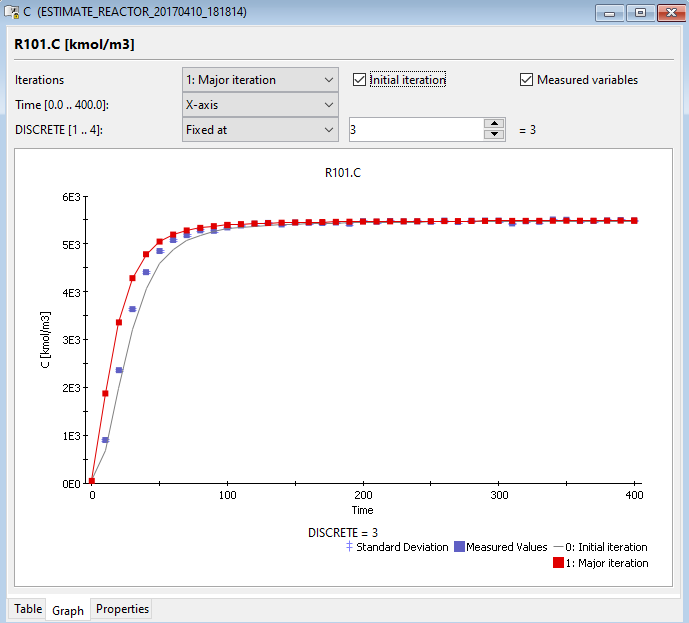 C (ESTIMATE_REACTOR_20170410_181814)
R101.C [kmol/m3]
Iterations 1: Major iteration Initial iteration Measured variables
Time [0.0 .. 400.0]: X-axis
DISCRETE [1 .. 4]: Fixed at 3 = 3
R101.C
6E3
5E3
4E3
3E3
2E3
1E3
0E0
C [kmol/m3]
0 100 200 300 400
Time
DISCRETE = 3
Standard Deviation Measured Values 0: Initial iteration
1: Major iteration
Table Graph Properties